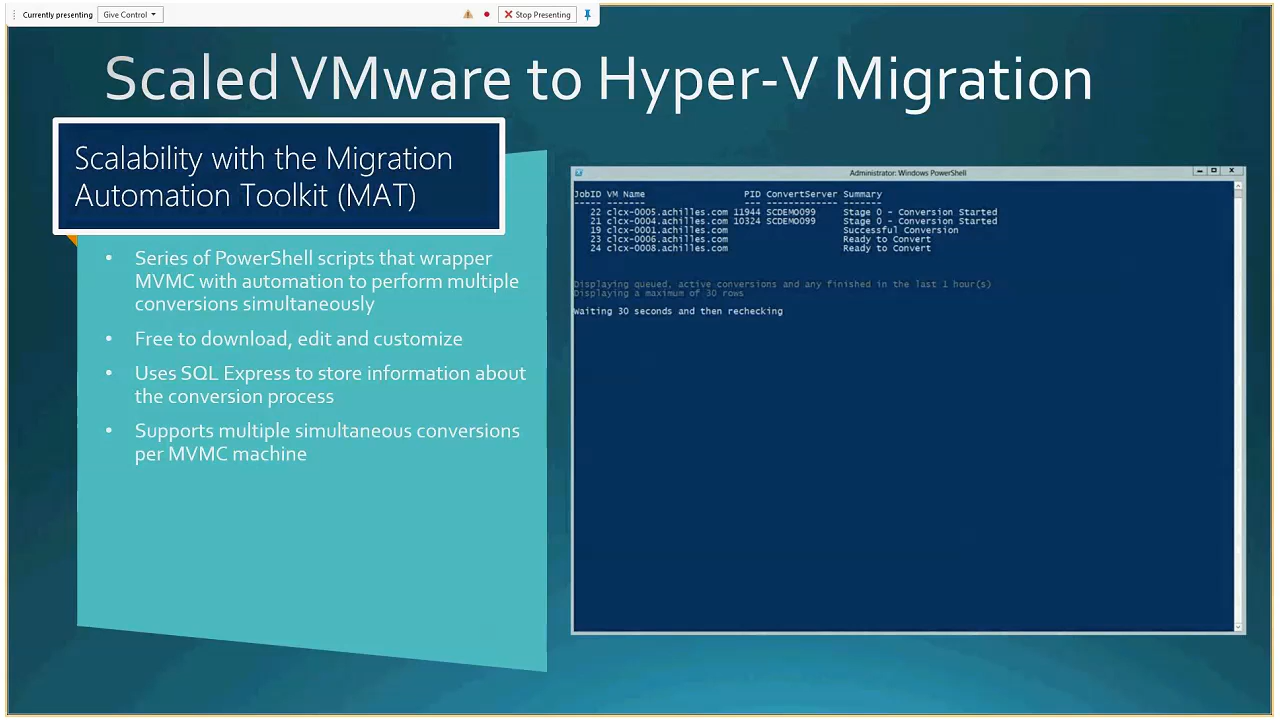 Currently presenting Give Control Stop Presenting
Scaled VMware to Hyper-V Migration
Scalability with the Migration
Automation Toolkit (MAT)
• Series of PowerShell scripts that wrapper
MVMC with automation to perform multiple
conversions simultaneously
• Free to download, edit and customize
• Uses SQL Express to store information about
the conversion process
• Supports multiple simultaneous conversions
per MVMC machine
Administrator: Windows PowerShell
JobID VM Name PID ConvertServer Summary
----- ------- --- ------------- -------
22 clcx-0005.achilles.com 11944 SCDEMO099 Stage 0 - Conversion Started
21 clcx-0004.achilles.com 10324 SCDEMO099 Stage 0 - Conversion Started
19 clcx-0001.achilles.com Successful Conversion
23 clcx-0006.achilles.com Ready to Convert
24 clcx-0008.achilles.com Ready to Convert
Displaying queued, active conversions and any finished in the last 1 hour(s)
Displaying a maximum of 30 rows
Waiting 30 seconds and then rechecking